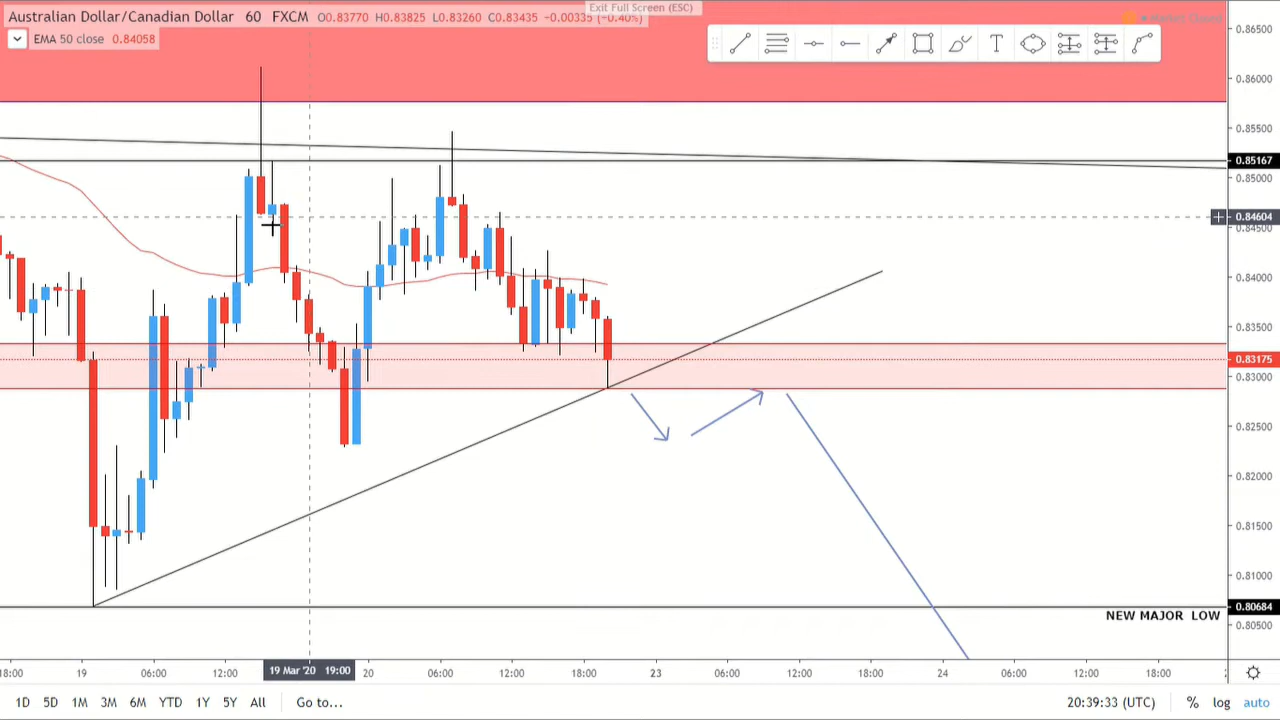 Exit Full Screen (ESC)
Australian Dollar/Canadian Dollar 60 FXCM O0.83770 H0.83825 L0.83260 C0.83435 −0.00335 (−0.40%)
Market Closed
EMA 50 close 0.84058
T
0.86500
0.86000
0.85500
0.85167
0.85000
0.84604
0.84500
0.84000
0.83500
0.83175
0.83000
0.82500
0.82000
0.81500
0.81000
0.80684
NEW MAJOR LOW
0.80500
18:00 19 06:00 12:00 19 Mar '20 19:00 20 06:00 12:00 18:00 23 06:00 12:00 18:00 24 06:00 12:00 18:00
1D 5D 1M 3M 6M YTD 1Y 5Y All Go to... 20:39:33 (UTC) % log auto